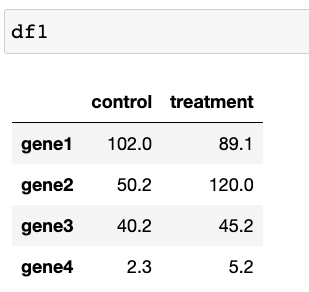 df1
control treatment
gene1 102.0 89.1
gene2 50.2 120.0
gene3 40.2 45.2
gene4 2.3 5.2